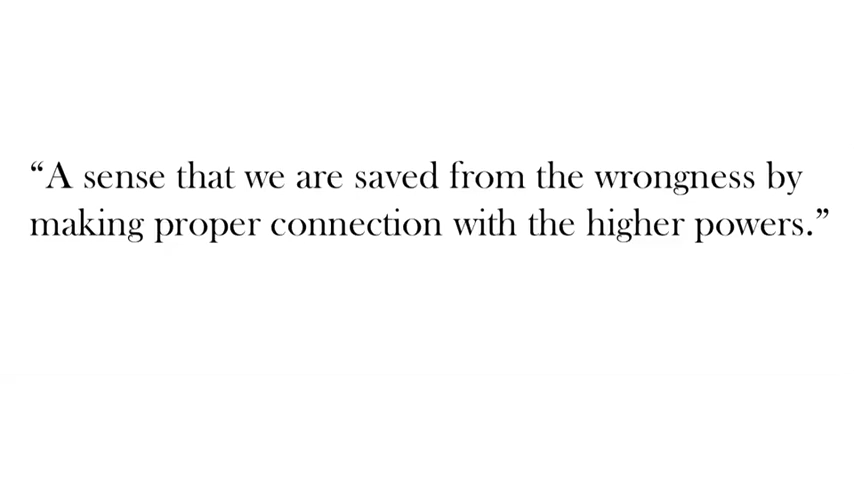 “A sense that we are saved from the wrongness by
making proper connection with the higher powers.”